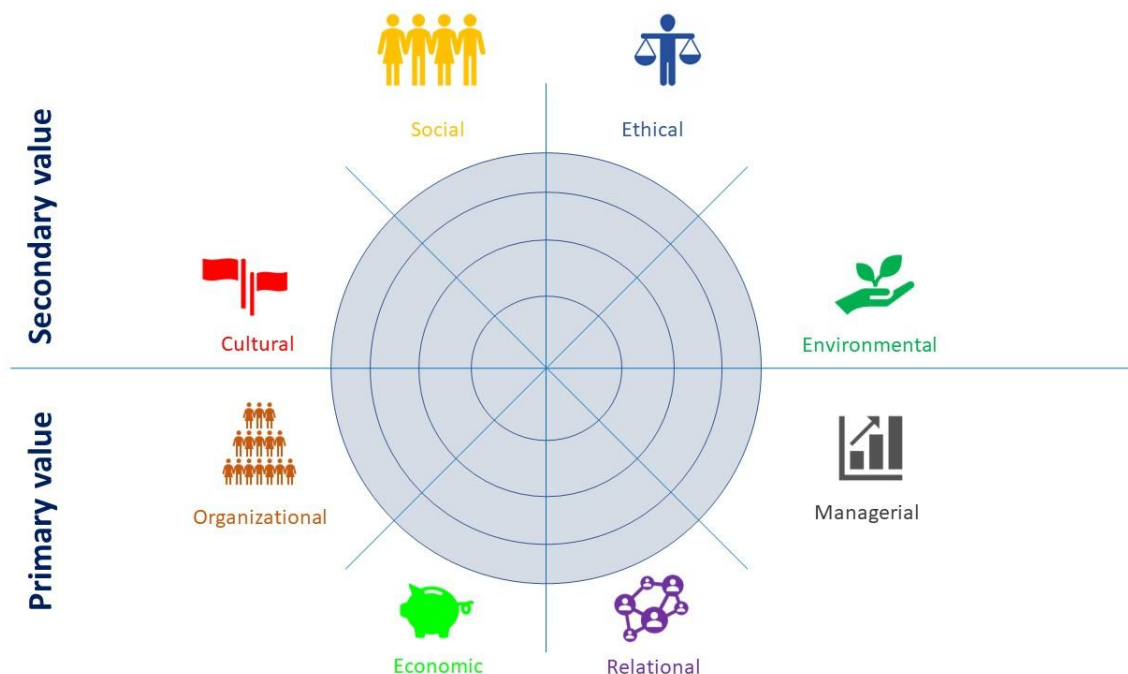 Secondary value
Social
Ethical
Cultural
Environmental
Primary value
Organizational
Managerial
Economic
Relational